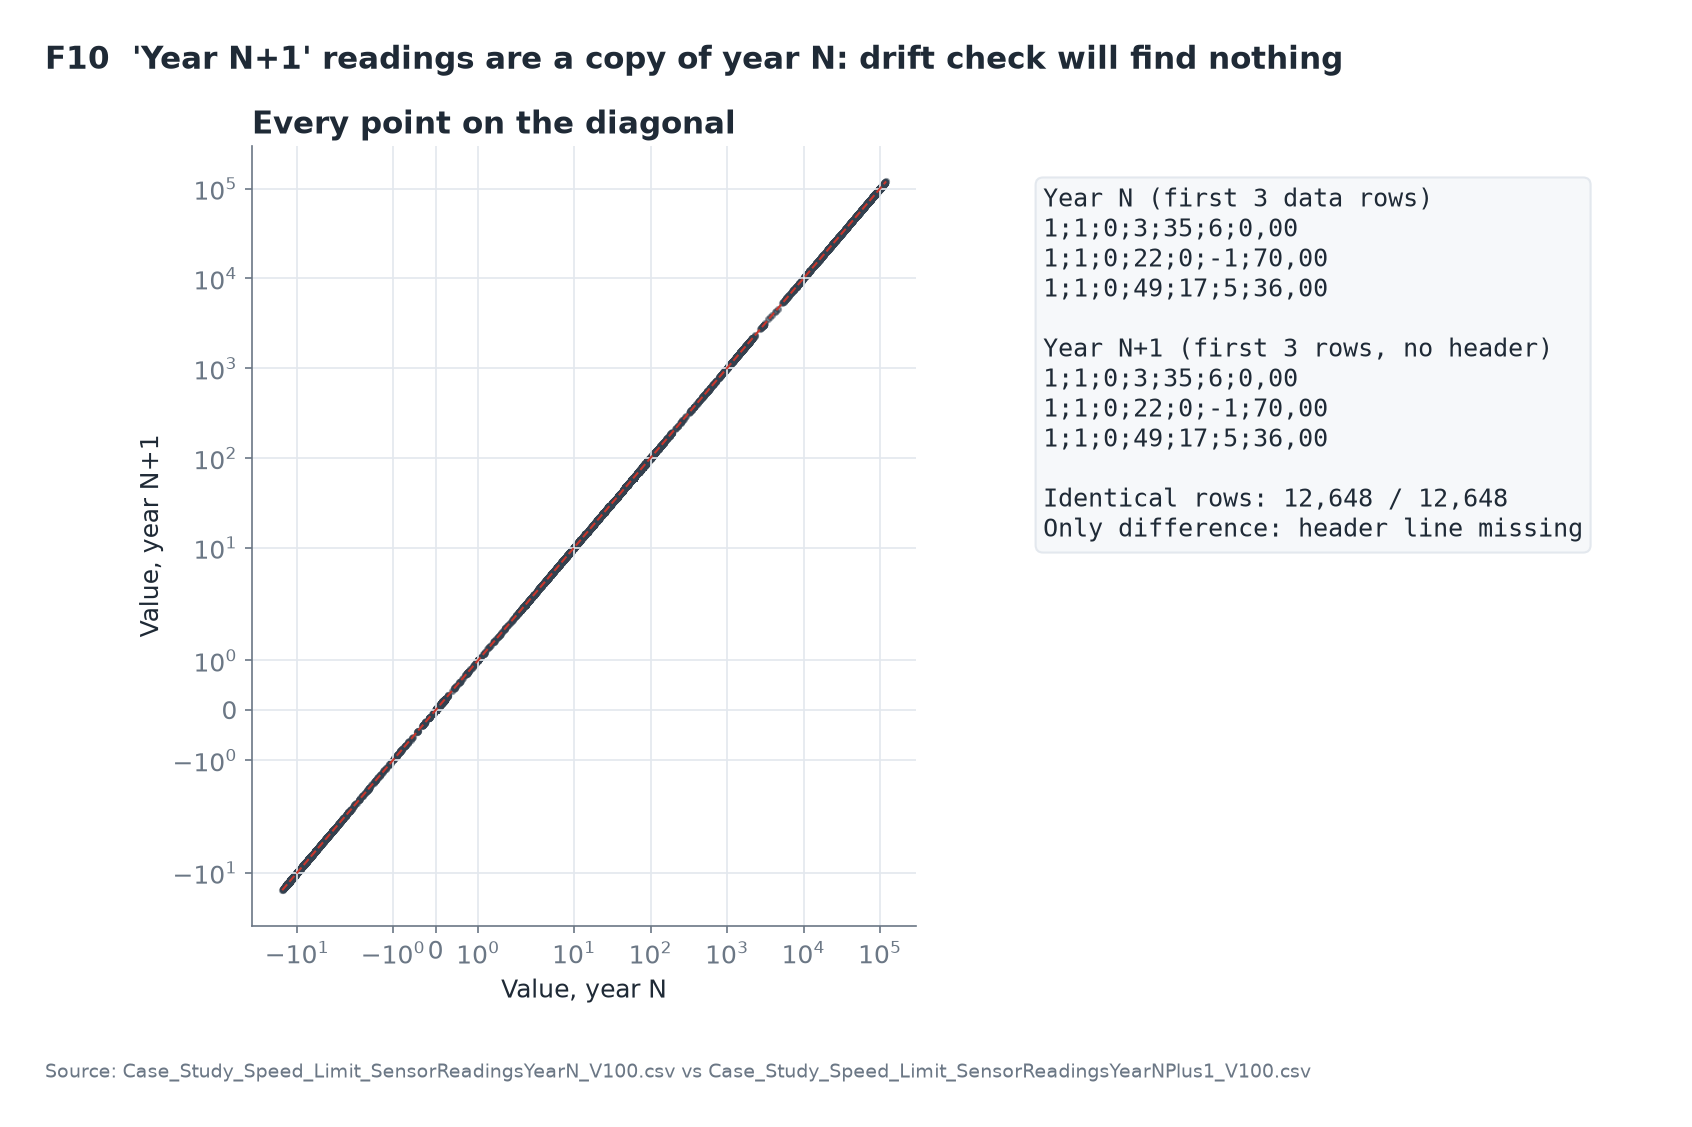 F10 'Year N+1' readings are a copy of year N: drift check will find nothing
Every point on the diagonal
Year N (first 3 data rows)
1;1;0;3;35;6;0,00
1;1;0;22;0;-1;70,00
1;1;0;49;17;5;36,00
Year N+1 (first 3 rows, no header)
1;1;0;3;35;6;0,00
1;1;0;22;0;-1;70,00
1;1;0;49;17;5;36,00
Identical rows: 12,648 / 12,648
Only difference: header line missing
Value, year N+1
10⁵
10⁴
10³
10²
10¹
10⁰
0
−10⁰
−10¹
−10¹ −10⁰ 0 10⁰ 10¹ 10² 10³ 10⁴ 10⁵
Value, year N
Source: Case_Study_Speed_Limit_SensorReadingsYearN_V100.csv vs Case_Study_Speed_Limit_SensorReadingsYearNPlus1_V100.csv